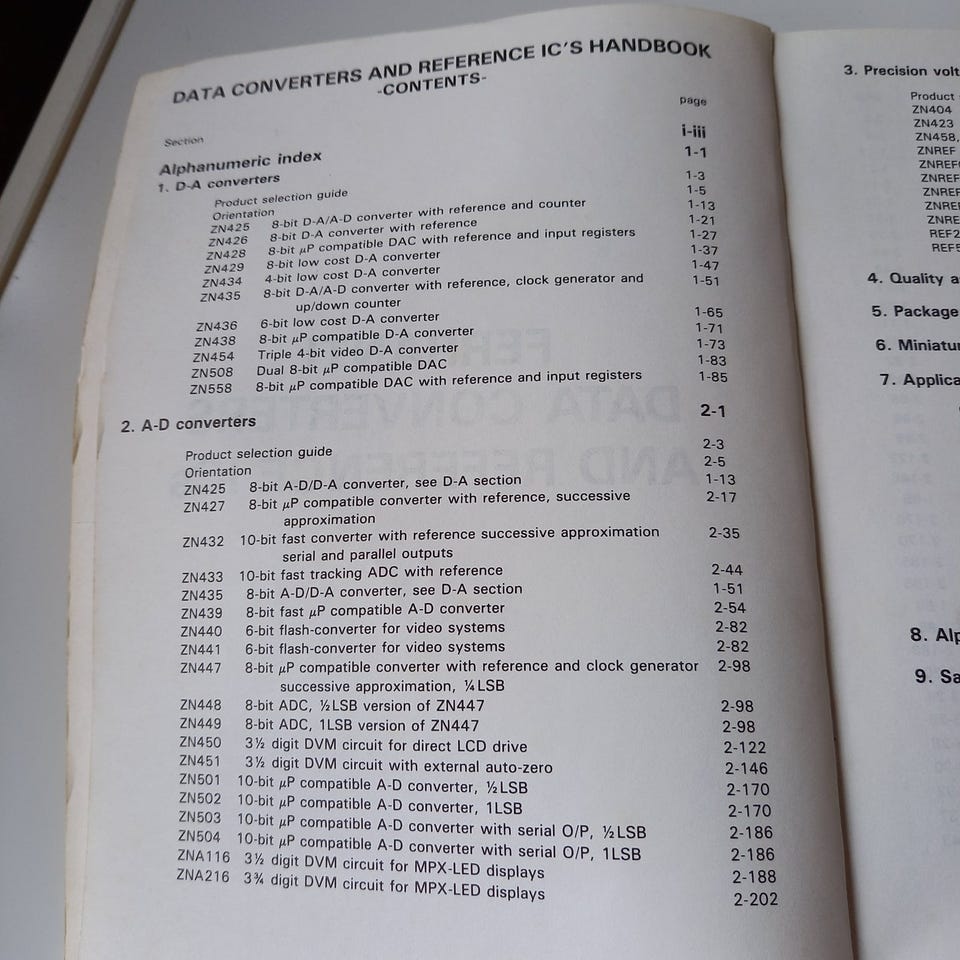 DATA CONVERTERS AND REFERENCE IC'S HANDBOOK
-CONTENTS-
Section page
Alphanumeric index i-iii
1. D-A converters 1-1
Product selection guide 1-3
Orientation 1-5
ZN425 8-bit D-A/A-D converter with reference and counter 1-13
ZN426 8-bit D-A converter with reference 1-21
ZN428 8-bit μP compatible DAC with reference and input registers 1-27
ZN429 8-bit low cost D-A converter 1-37
ZN434 4-bit low cost D-A converter 1-47
ZN435 8-bit D-A/A-D converter with reference, clock generator and 1-51
up/down counter
ZN436 6-bit low cost D-A converter 1-65
ZN438 8-bit μP compatible D-A converter 1-71
ZN454 Triple 4-bit video D-A converter 1-73
ZN508 Dual 8-bit μP compatible DAC 1-83
ZN558 8-bit μP compatible DAC with reference and input registers 1-85
2. A-D converters 2-1
Product selection guide 2-3
Orientation 2-5
ZN425 8-bit A-D/D-A converter, see D-A section 1-13
ZN427 8-bit μP compatible converter with reference, successive 2-17
approximation
ZN432 10-bit fast converter with reference successive approximation 2-35
serial and parallel outputs
ZN433 10-bit fast tracking ADC with reference 2-44
ZN435 8-bit A-D/D-A converter, see D-A section 1-51
ZN439 8-bit fast μP compatible A-D converter 2-54
ZN440 6-bit flash-converter for video systems 2-82
ZN441 6-bit flash-converter for video systems 2-82
ZN447 8-bit μP compatible converter with reference and clock generator 2-98
successive approximation, ¼LSB
ZN448 8-bit ADC, ½LSB version of ZN447 2-98
ZN449 8-bit ADC, 1LSB version of ZN447 2-98
ZN450 3½ digit DVM circuit for direct LCD drive 2-122
ZN451 3½ digit DVM circuit with external auto-zero 2-146
ZN501 10-bit μP compatible A-D converter, ½LSB 2-170
ZN502 10-bit μP compatible A-D converter, 1LSB 2-170
ZN503 10-bit μP compatible A-D converter with serial O/P, ½LSB 2-186
ZN504 10-bit μP compatible A-D converter with serial O/P, 1LSB 2-186
ZNA116 3½ digit DVM circuit for MPX-LED displays 2-188
ZNA216 3¾ digit DVM circuit for MPX-LED displays 2-202
3. Precision volt
Product
ZN404
ZN423
ZN458,
ZNREF
ZNREF
ZNREF
ZNREF
ZNREF
ZNRE
REF2
REF5
4. Quality a
5. Package
6. Miniatur
7. Applica
8. Alp
9. Sa